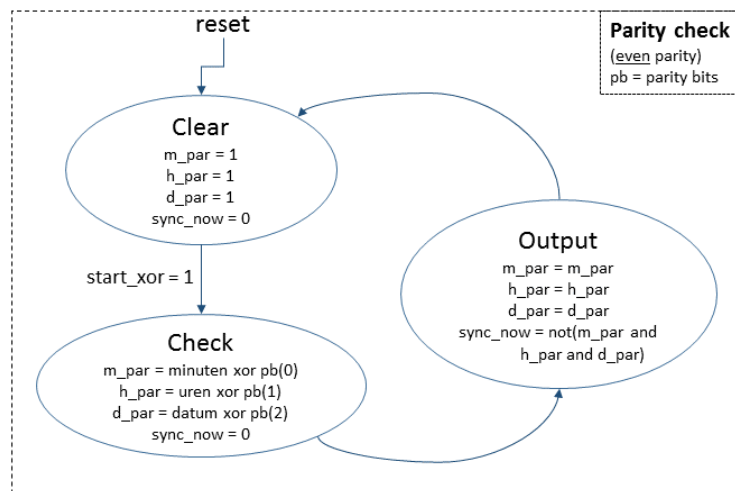 reset
Parity check
(even parity)
pb = parity bits
Clear
m_par = 1
h_par = 1
d_par = 1
sync_now = 0
start_xor = 1
Output
m_par = m_par
h_par = h_par
d_par = d_par
sync_now = not(m_par and
h_par and d_par)
Check
m_par = minuten xor pb(0)
h_par = uren xor pb(1)
d_par = datum xor pb(2)
sync_now = 0